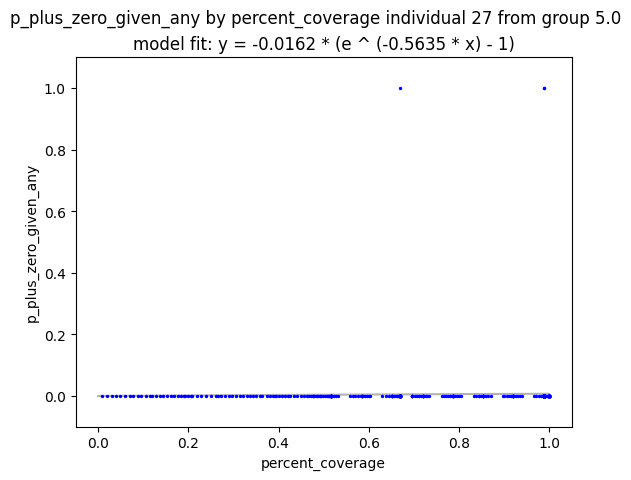 p_plus_zero_given_any by percent_coverage individual 27 from group 5.0
model fit: y = -0.0162 * (e ^ (-0.5635 * x) - 1)
1.0
0.8
0.6
0.4
0.2
0.0
p_plus_zero_given_any
0.0 0.2 0.4 0.6 0.8 1.0
percent_coverage